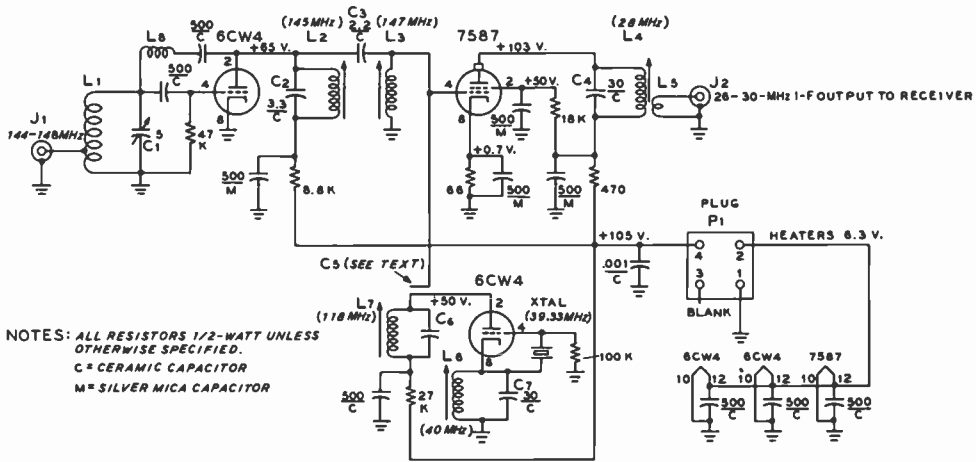 500
C
L8
6CW4
2
4
8
L1
500
C
J1
144-148MHz
5
C1
47
K
+65 V.
(145MHz)
L2
C3
2.2
C
(147MHz)
L3
C2
3.3
C
500
M
6.8K
7587
+103 V.
4
2
8
+50V.
500
M
18K
+0.7V.
68
500
M
500
M
C4
30
C
470
(28 MHz)
L4
L5
J2
26-30-MHz I-F OUTPUT TO RECEIVER
+105 V.
.001
C
PLUG
P1
4
2
3
1
BLANK
HEATERS 6.3 V.
C5 (SEE TEXT)
L7
(118 MHz)
+50 V.
C6
500
C
27
K
6CW4
2
4
8
XTAL
(39.33MHz)
100 K
L6
(40 MHz)
C7
30
C
6CW4
10
12
500
C
6CW4
10
12
500
C
7587
10
12
500
C
NOTES: ALL RESISTORS 1/2-WATT UNLESS
OTHERWISE SPECIFIED.
C = CERAMIC CAPACITOR
M = SILVER MICA CAPACITOR